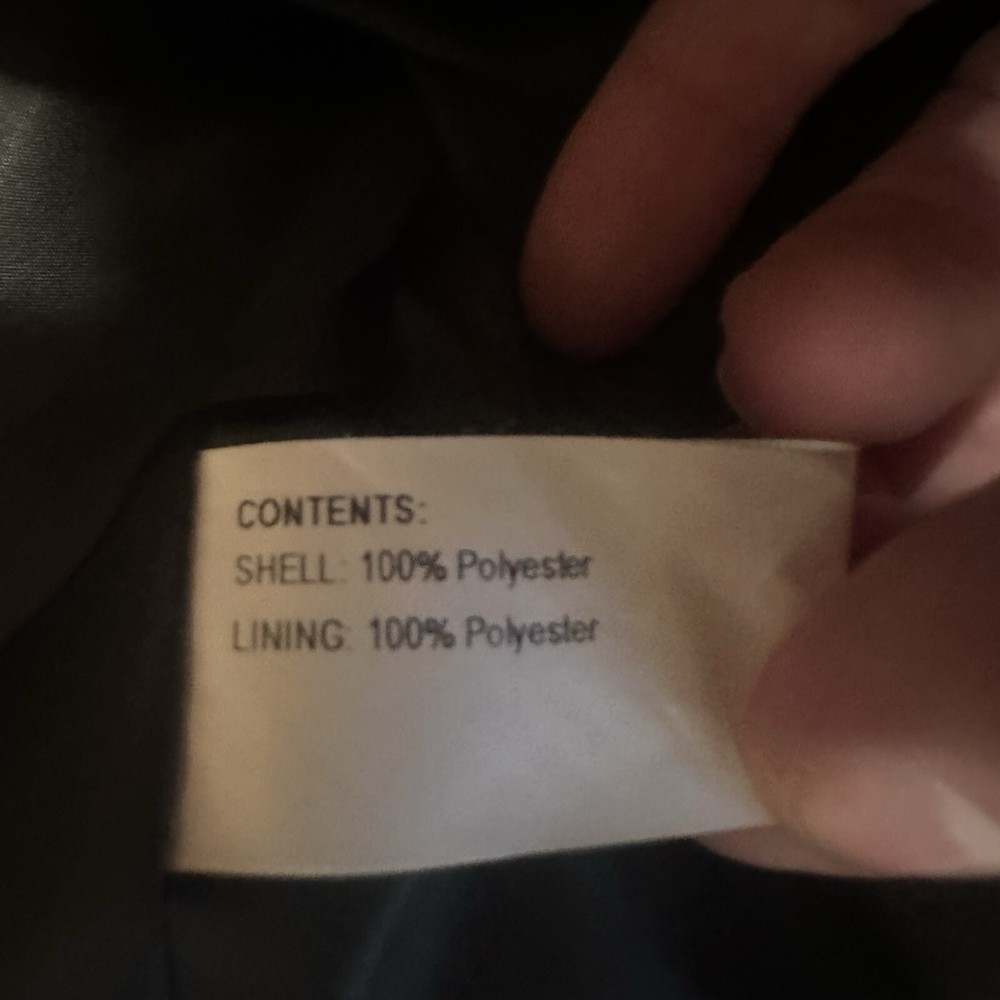 CONTENTS:
SHELL: 100% Polyester
LINING: 100% Polyester